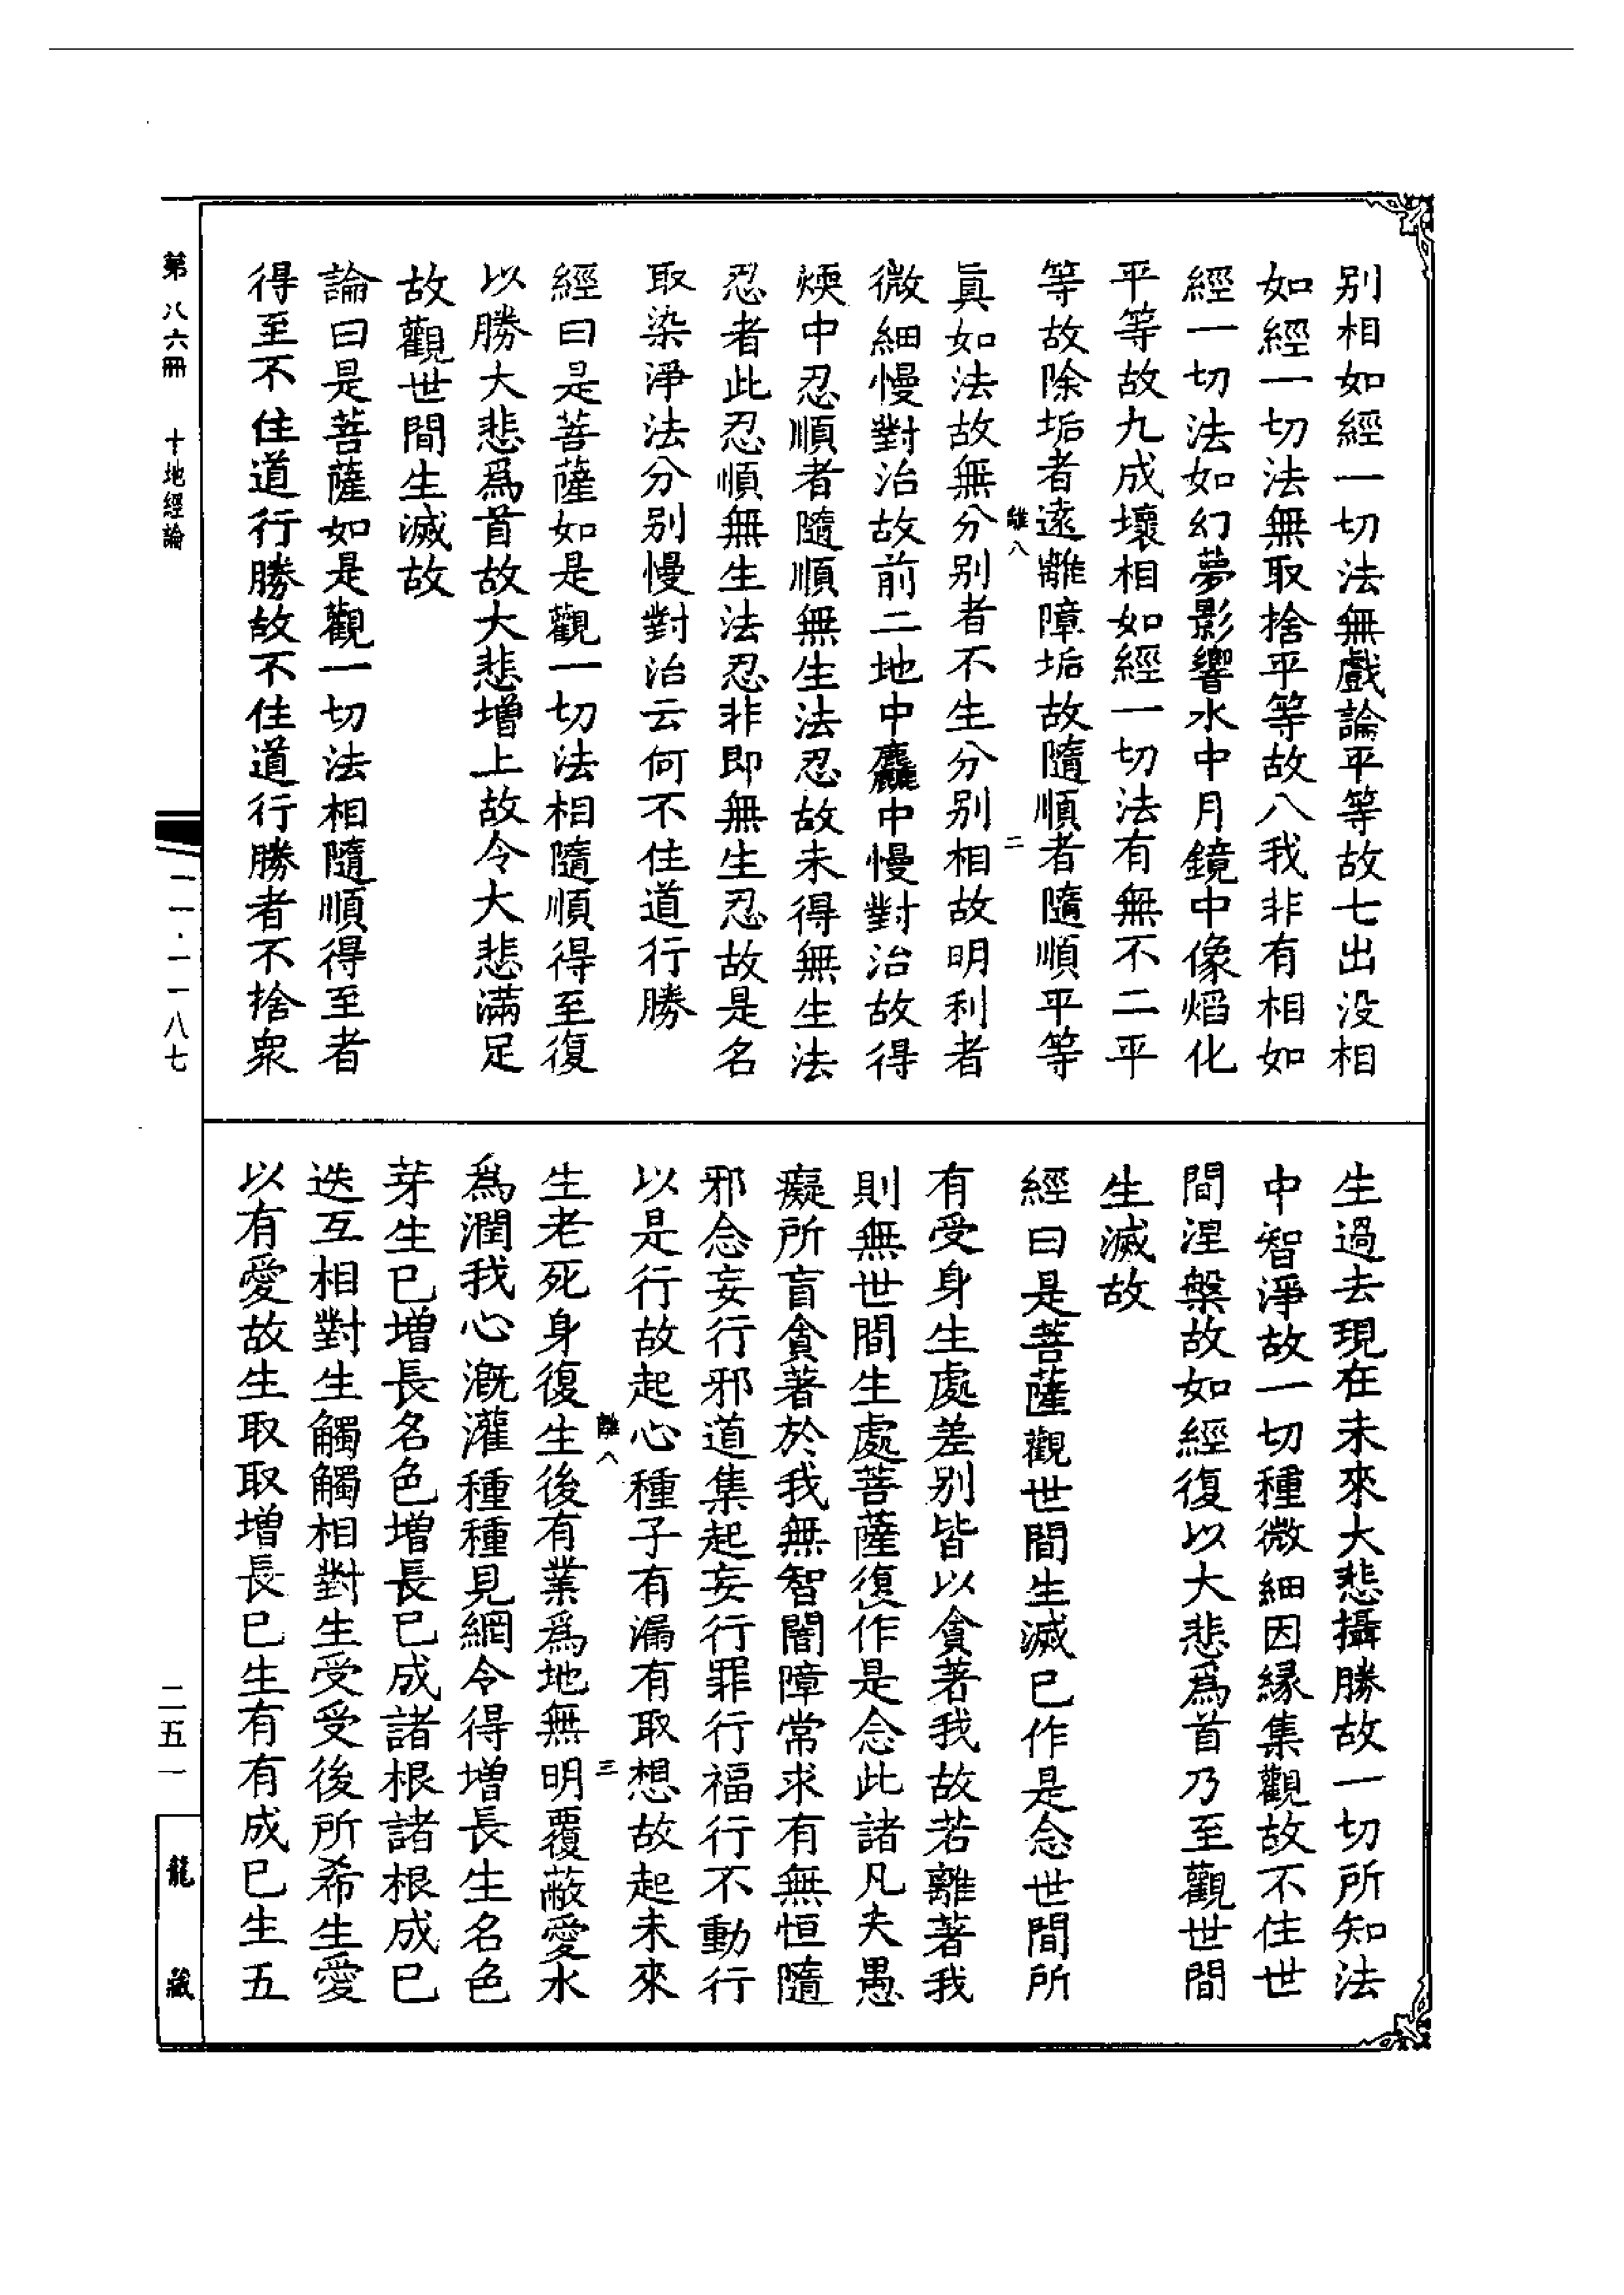 别相如經一切法無戲論平等故七出没相
如經一切法無取捨平等故八我非有相如
經一切法如幻夢影響水中月鏡中像焰化
平等故九成壞相如經一切法有無不二平
等故除垢者遠離障垢故隨順者隨順平等
離八
二
眞如法故無分别者不生分别相故明利者
微細慢對治故前二地中麤中慢對治故得
煗中忍順者隨順無生法忍故未得無生法
忍者此忍順無生法忍非即無生忍故是名
取染淨法分别慢對治云何不住道行勝
經曰是菩薩如是觀一切法相隨順得至復
以勝大悲爲首故大悲增上故令大悲滿足
故觀世間生滅故
論曰是菩薩如是觀一切法相隨順得至者
得至不住道行勝故不住道行勝者不捨衆
生過去現在未來大悲攝勝故一切所知法
中智淨故一切種微細因緣集觀故不住世
間涅槃故如經復以大悲爲首乃至觀世間
生滅故
經曰是菩薩觀世間生滅已作是念世間所
有受身生處差别皆以貪著我故若離著我
則無世間生處菩薩復作是念此諸凡夫愚
癡所盲貪著於我無智闇障常求有無恒隨
邪念妄行邪道集起妄行罪行福行不動行
以是行故起心種子有漏有取想故起未來
離八
三
生老死身復生後有業爲地無明覆蔽愛水
爲潤我心漑灌種種見網令得增長生名色
芽生已增長名色增長已成諸根諸根成已
迭互相對生觸觸相對生受受後所希生愛
以有愛故生取取增長已生有有成已生五
第八六冊 十地經論
二一·一一八七
二五一
龍藏